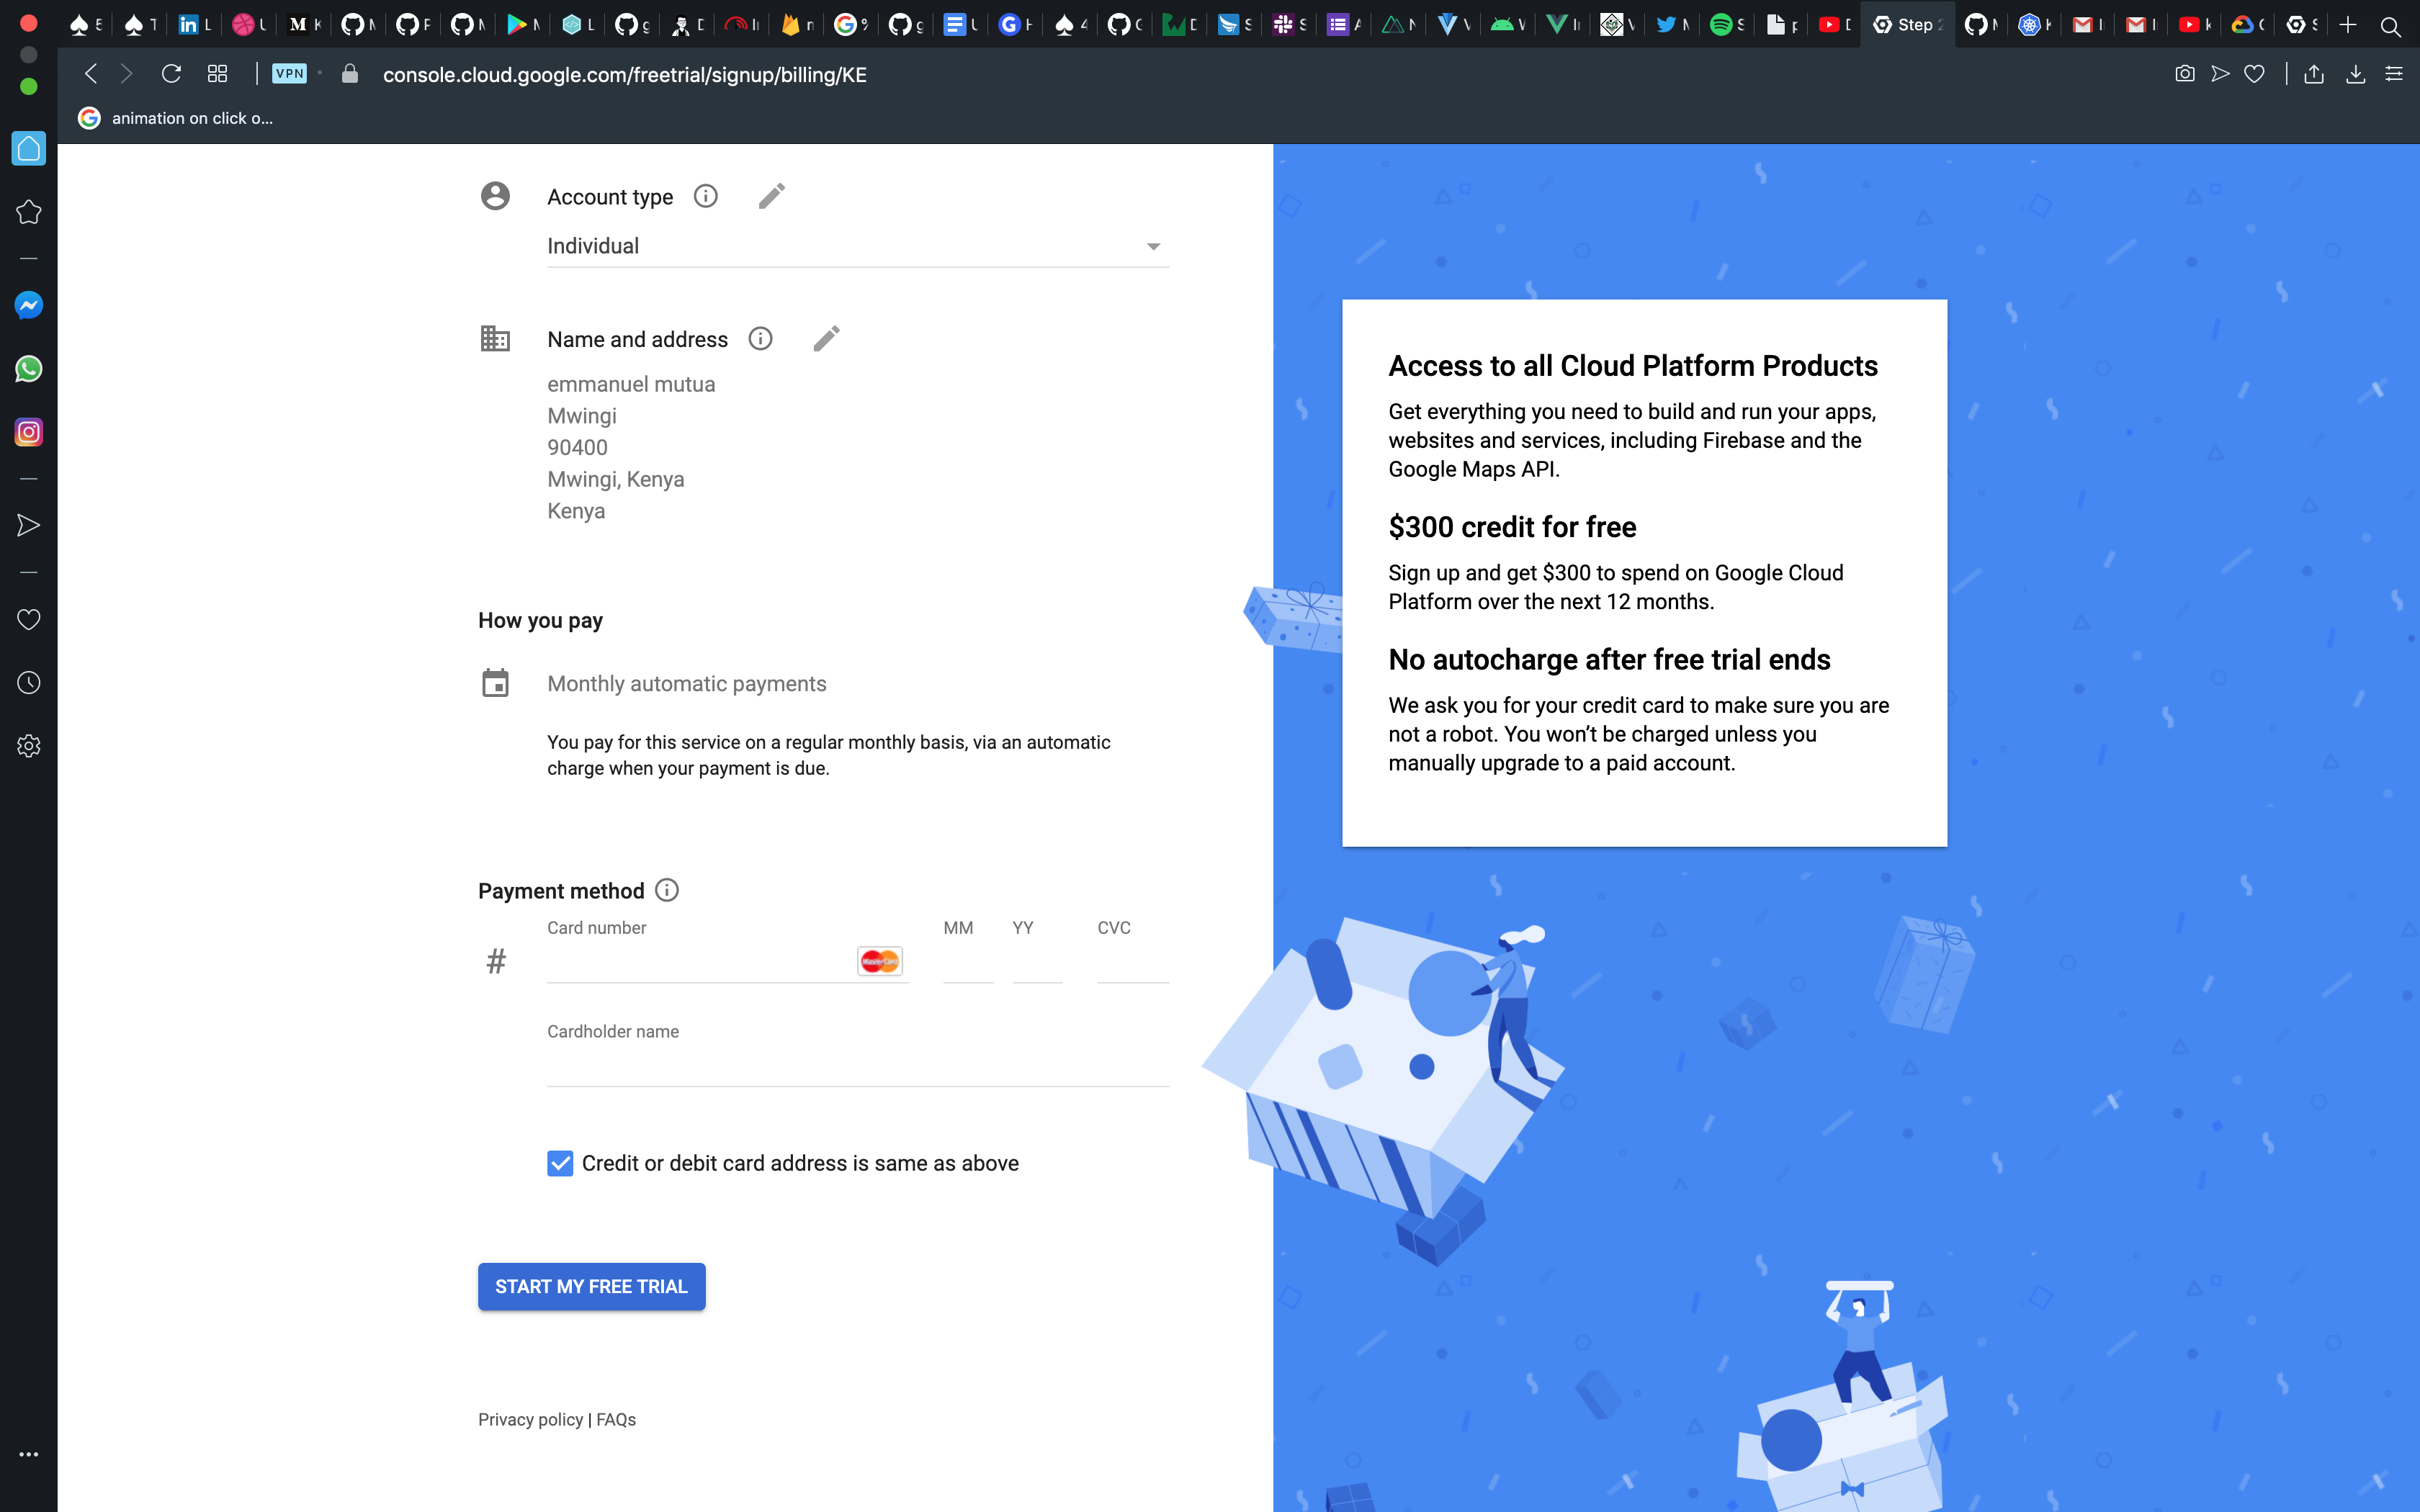 Step 2
VPN
console.cloud.google.com/freetrial/signup/billing/KE
animation on click o...
Account type
Individual
Name and address
emmanuel mutua
Mwingi
90400
Mwingi, Kenya
Kenya
How you pay
Monthly automatic payments
You pay for this service on a regular monthly basis, via an automatic
charge when your payment is due.
Payment method
Card number
MM
YY
CVC
#
MasterCard
Cardholder name
Credit or debit card address is same as above
START MY FREE TRIAL
Privacy policy | FAQs
Access to all Cloud Platform Products
Get everything you need to build and run your apps,
websites and services, including Firebase and the
Google Maps API.
$300 credit for free
Sign up and get $300 to spend on Google Cloud
Platform over the next 12 months.
No autocharge after free trial ends
We ask you for your credit card to make sure you are
not a robot. You won’t be charged unless you
manually upgrade to a paid account.